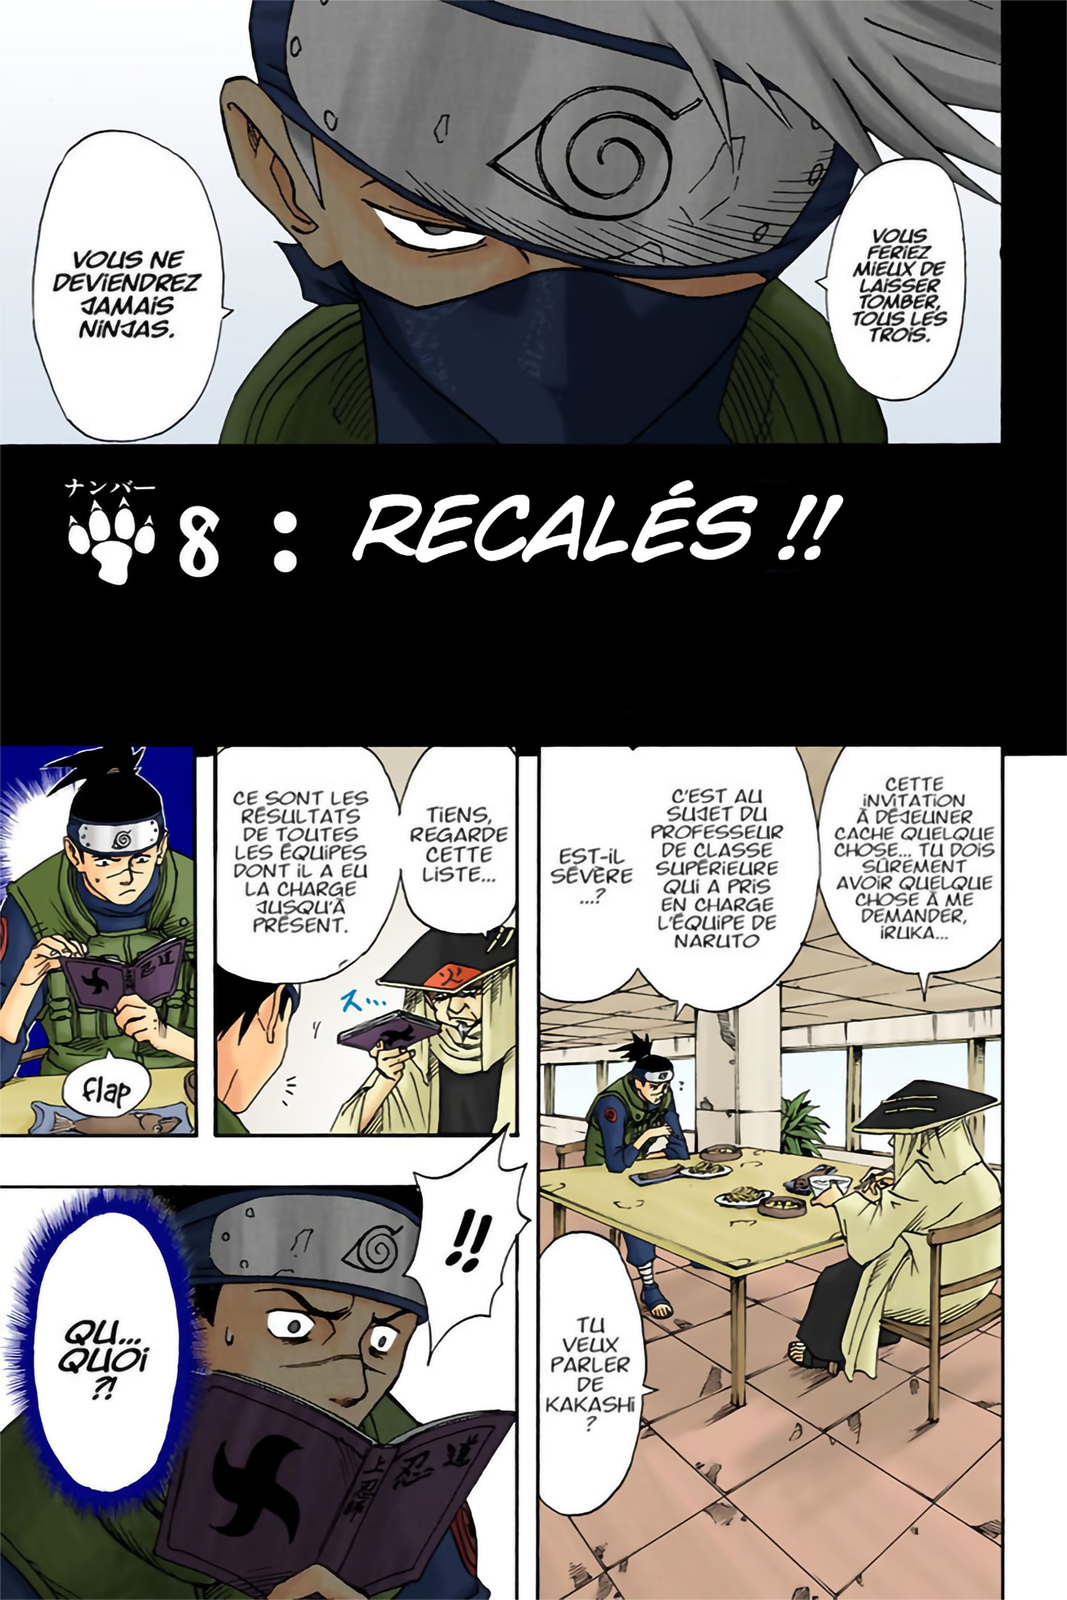 VOUS
FERIEZ
MIEUX DE
LAISSER
TOMBER,
TOUS LES
TROIS.
VOUS NE
DEVIENDREZ
JAMAIS
NINJAS.
ナンバー
8 : RECALÉS !!
CETTE
INVITATION
À DÉJEUNER
CACHE QUELQUE
CHOSE... TU DOIS
SÛREMENT
AVOIR QUELQUE
CHOSE À ME
DEMANDER,
IRUKA...
C'EST AU
SUJET DU
PROFESSEUR
DE CLASSE
SUPÉRIEURE
QUI A PRIS
EN CHARGE
L'ÉQUIPE DE
NARUTO
EST-IL
SÉVÈRE
...?
TU
VEUX
PARLER
DE
KAKASHI
?
TIENS,
REGARDE
CETTE
LISTE...
CE SONT LES
RÉSULTATS
DE TOUTES
LES ÉQUIPES
DONT IL A EU
LA CHARGE
JUSQU'À
PRÉSENT.
火
ス...
忍道
flap
!!
QU...
QUOI
?!
忍道